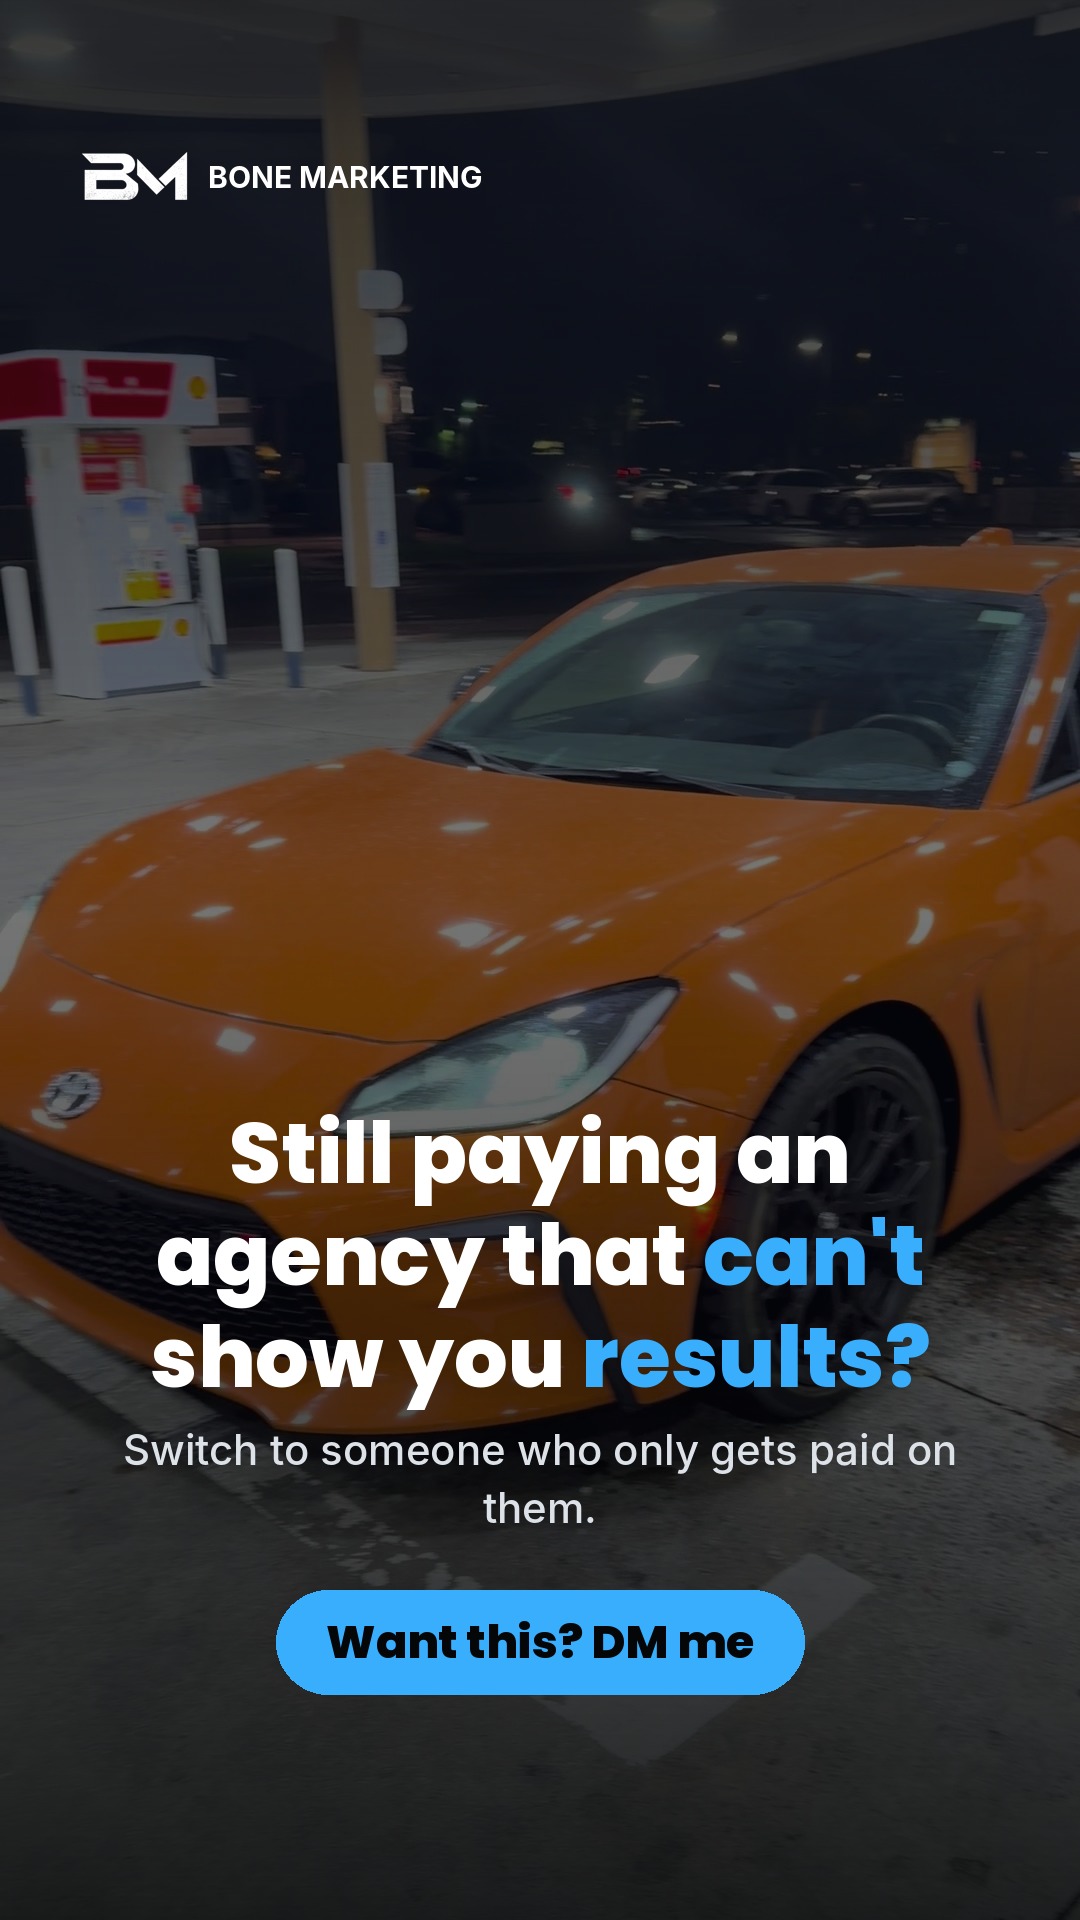 BM BONE MARKETING
Still paying an
agency that can't
show you results?
Switch to someone who only gets paid on
them.
Want this? DM me